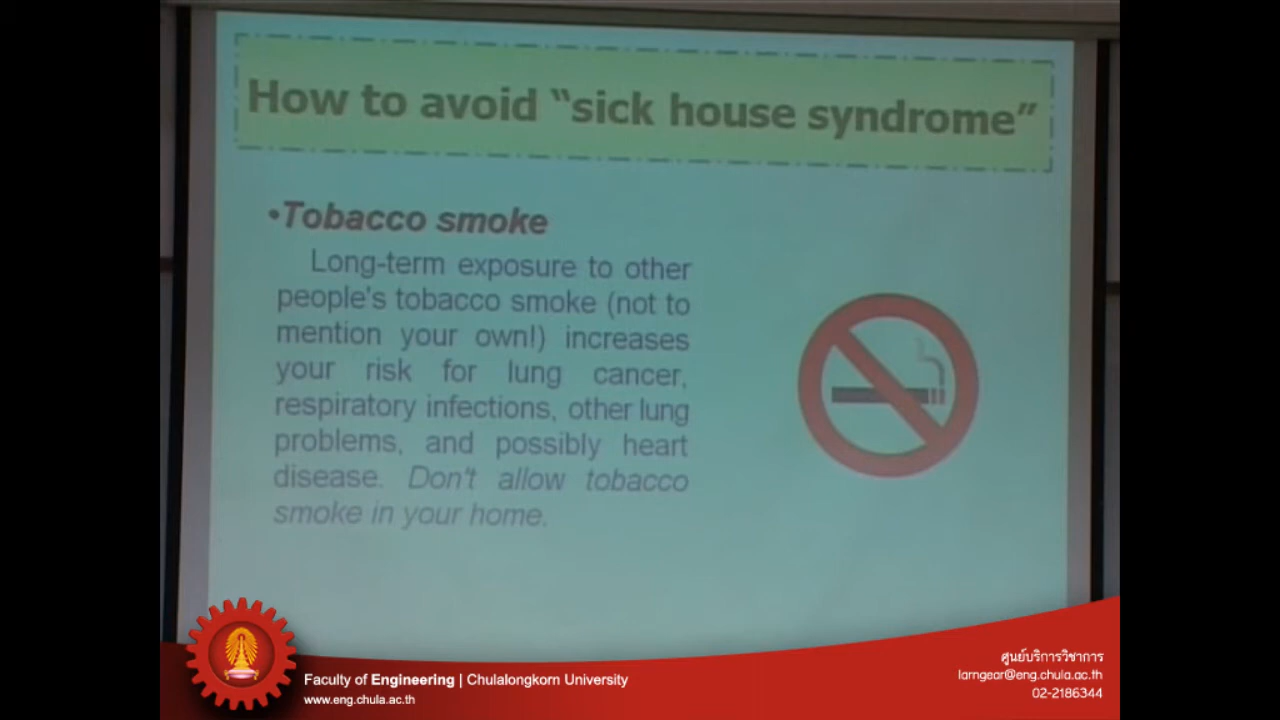 How to avoid “sick house syndrome”
•Tobacco smoke
Long-term exposure to other
people's tobacco smoke (not to
mention your own!) increases
your risk for lung cancer,
respiratory infections, other lung
problems, and possibly heart
disease. Don't allow tobacco
smoke in your home.
Faculty of Engineering | Chulalongkorn University
www.eng.chula.ac.th
ศูนย์บริการวิชาการ
larngear@eng.chula.ac.th
02-2186344